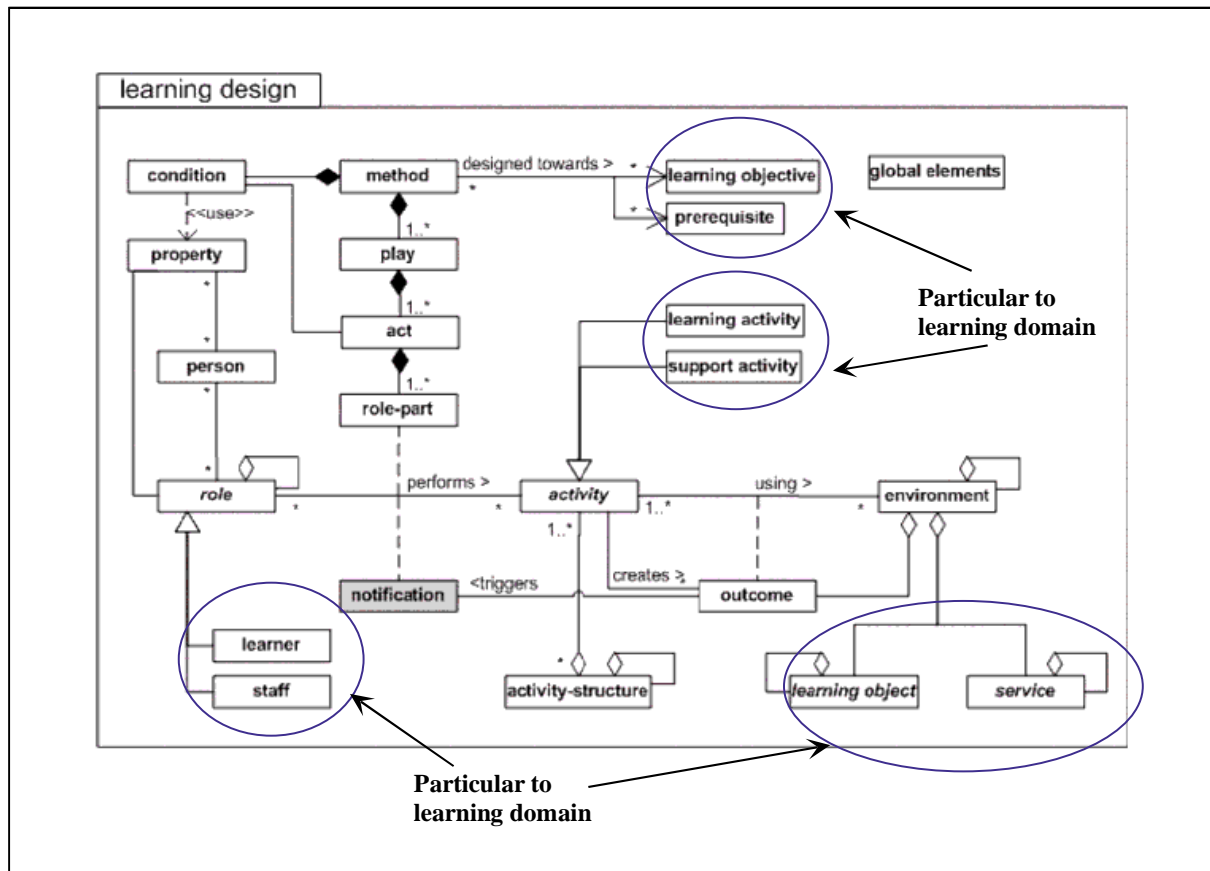 learning design
condition
method
designed towards >
*
*
learning objective
global elements
<<use>>
*
prerequisite
property
1..*
play
*
1..*
act
Particular to
learning domain
learning activity
support activity
*
person
*
1..*
role-part
*
role
*
performs >
*
activity
1..*
using >
*
environment
1..*
notification
<triggers
creates >
*
outcome
learner
staff
*
activity-structure
learning object
service
Particular to
learning domain